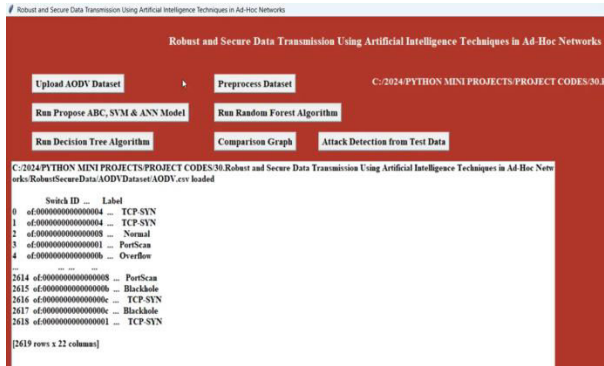 Robust and Secure Data Transmission Using Artificial Intelligence Techniques in Ad-Hoc Networks
Robust and Secure Data Transmission Using Artificial Intelligence Techniques in Ad-Hoc Networks
Upload AODV Dataset Preprocess Dataset C:/2024/PYTHON MINI PROJECTS/PROJECT CODES/30.
Run Propose ABC, SVM & ANN Model Run Random Forest Algorithm
Run Decision Tree Algorithm Comparison Graph Attack Detection from Test Data
C:/2024/PYTHON MINI PROJECTS/PROJECT CODES/30.Robust and Secure Data Transmission Using Artificial Intelligence Techniques in Ad-Hoc Netw
orks/RobustSecureData/AODVDataset/AODV.csv loaded
Switch ID ... Label
0 of:0000000000000004 ... TCP-SYN
1 of:0000000000000004 ... TCP-SYN
2 of:0000000000000008 ... Normal
3 of:0000000000000001 ... PortScan
4 of:000000000000000b ... Overflow
... ... ... ...
2614 of:0000000000000008 ... PortScan
2615 of:000000000000000b ... Blackhole
2616 of:000000000000000c ... TCP-SYN
2617 of:000000000000000c ... Blackhole
2618 of:0000000000000001 ... TCP-SYN
[2619 rows x 22 columns]